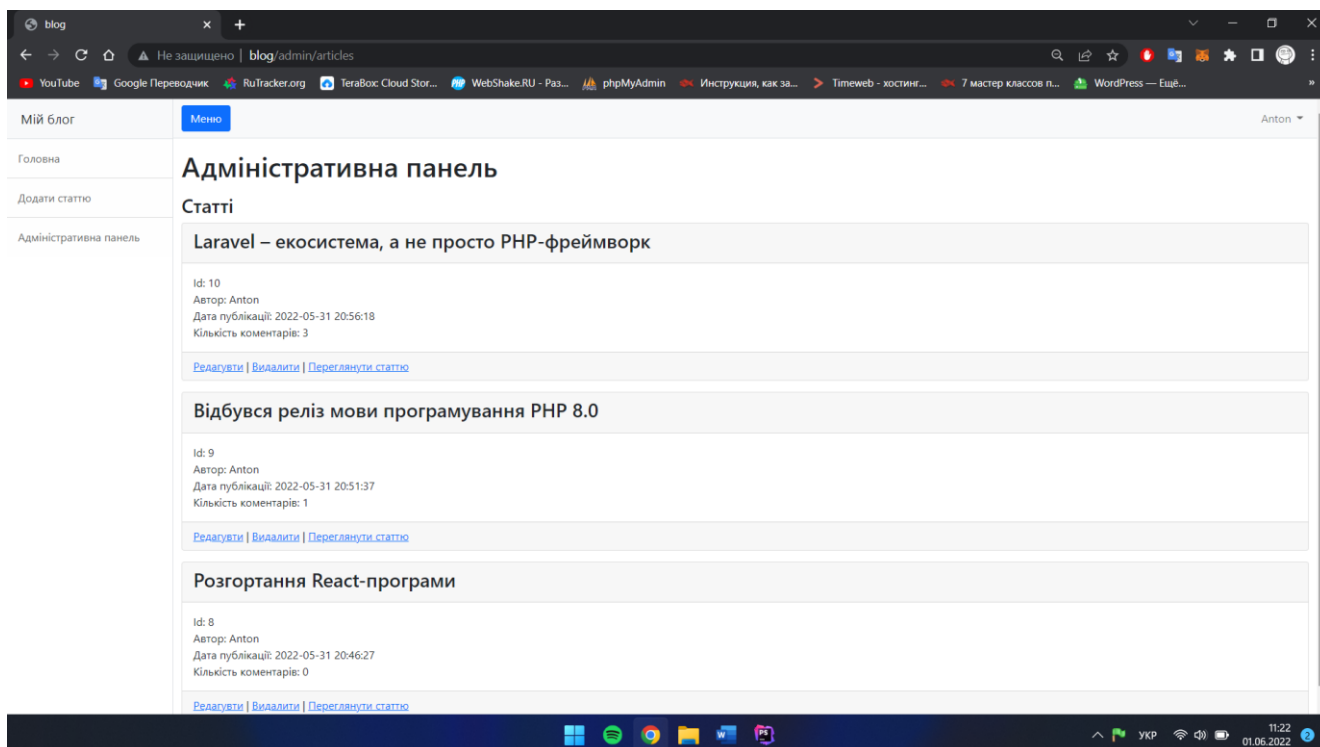 blog
Не защищено | blog/admin/articles
YouTube Google Переводчик RuTracker.org TeraBox: Cloud Stor... WebShake.RU - Раз... phpMyAdmin Инструкция, как за... Timeweb - хостинг... 7 мастер классов п... WordPress — Ещё... »
Мій блог
Меню
Anton
Головна
Додати статтю
Адміністративна панель
Адміністративна панель
Статті
Laravel – екосистема, а не просто PHP-фреймворк
Id: 10
Автор: Anton
Дата публікації: 2022-05-31 20:56:18
Кількість коментарів: 3
Редагувти | Видалити | Переглянути статтю
Відбувся реліз мови програмування PHP 8.0
Id: 9
Автор: Anton
Дата публікації: 2022-05-31 20:51:37
Кількість коментарів: 1
Редагувти | Видалити | Переглянути статтю
Розгортання React-програми
Id: 8
Автор: Anton
Дата публікації: 2022-05-31 20:46:27
Кількість коментарів: 0
Редагувти | Видалити | Переглянути статтю
УКР
11:22
01.06.2022
2